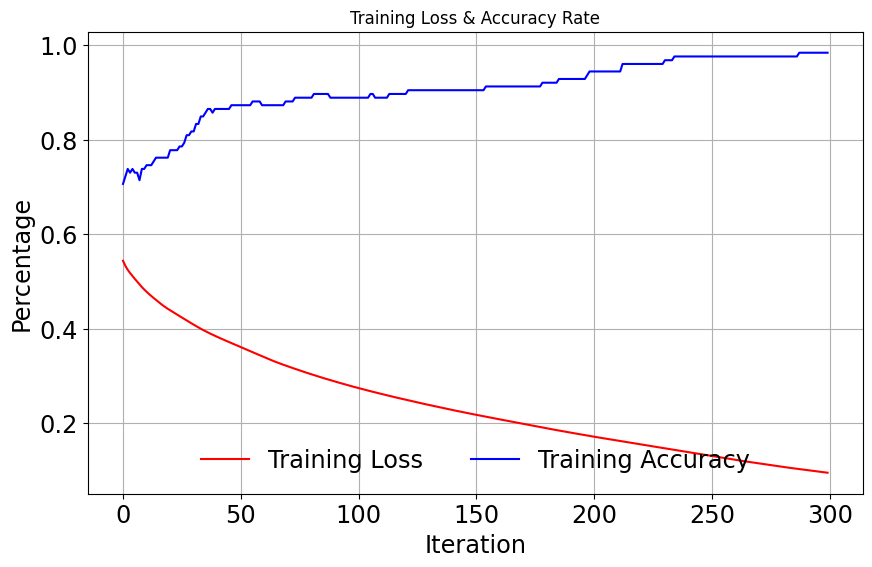 Training Loss & Accuracy Rate
1.0
0.8
0.6
0.4
0.2
Percentage
Training Loss Training Accuracy
0 50 100 150 200 250 300
Iteration